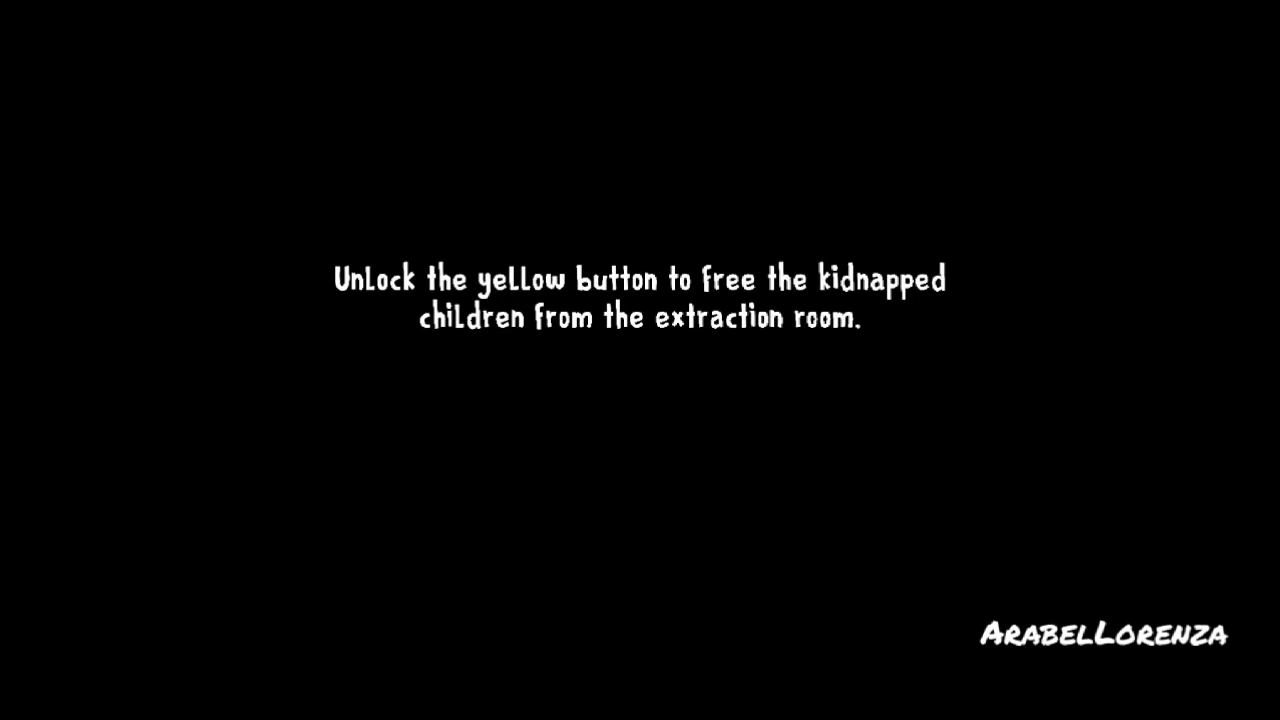 Unlock the yellow button to free the kidnapped
children from the extraction room.
ArabelLorenza